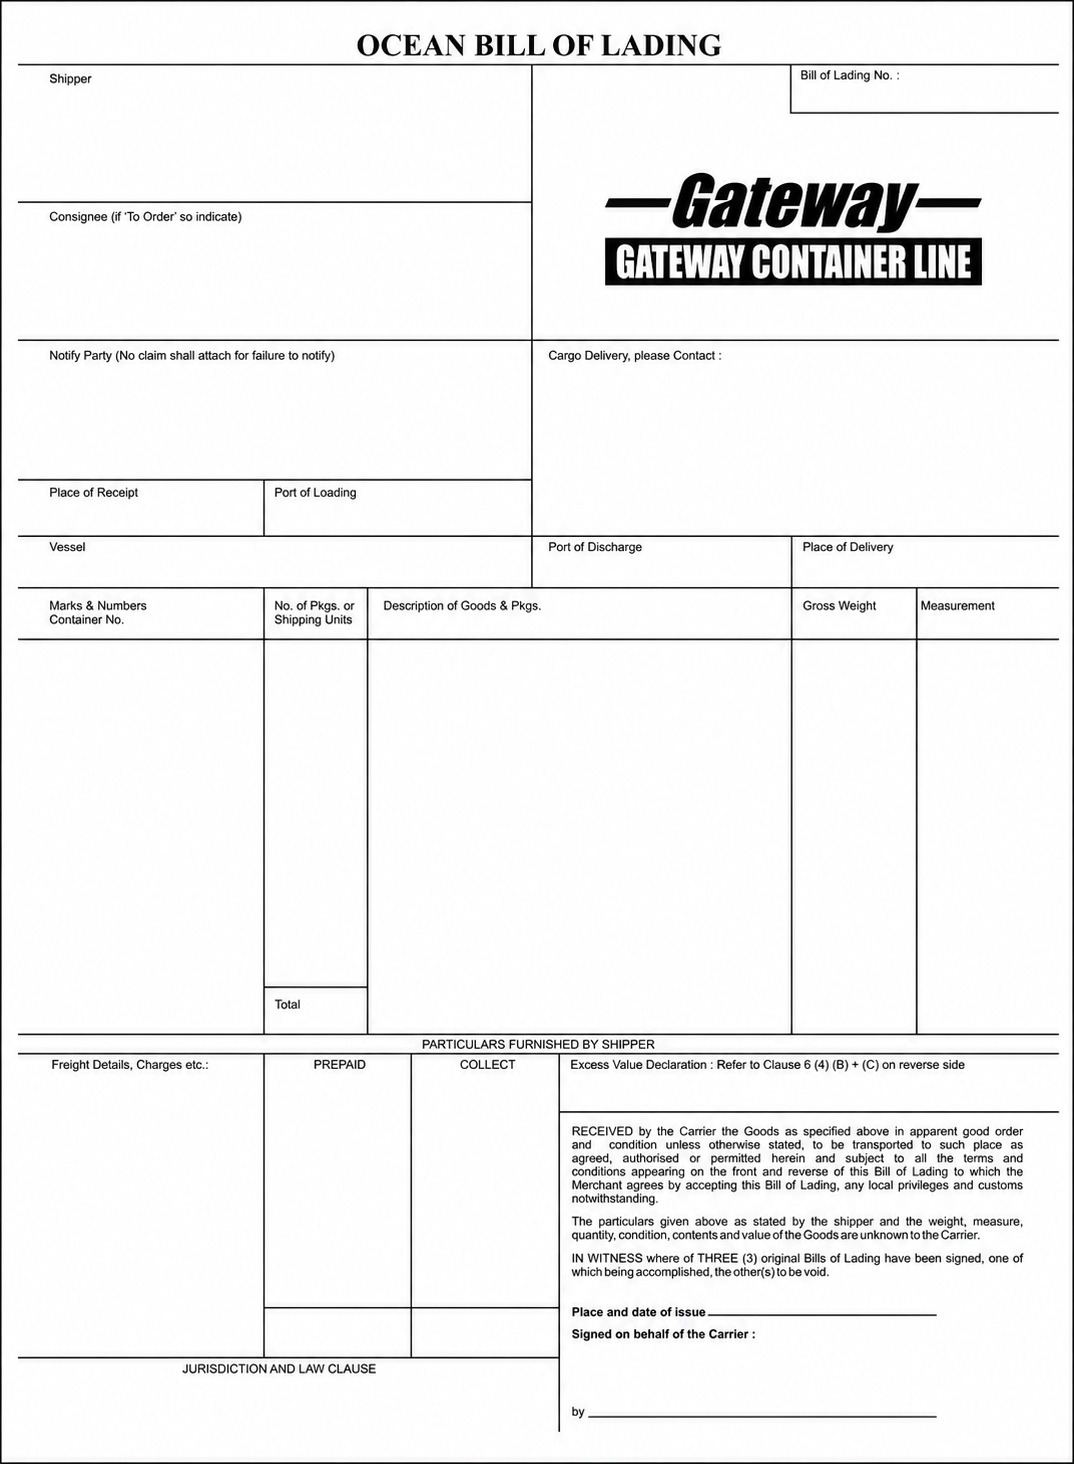 OCEAN BILL OF LADING
Shipper
Bill of Lading No. :
Gateway
GATEWAY CONTAINER LINE
Consignee (if ‘To Order’ so indicate)
Notify Party (No claim shall attach for failure to notify)
Cargo Delivery, please Contact :
Place of Receipt
Port of Loading
Vessel
Port of Discharge
Place of Delivery
Marks & Numbers
Container No.
No. of Pkgs. or
Shipping Units
Description of Goods & Pkgs.
Gross Weight
Measurement
Total
PARTICULARS FURNISHED BY SHIPPER
Freight Details, Charges etc.:
PREPAID
COLLECT
Excess Value Declaration : Refer to Clause 6 (4) (B) + (C) on reverse side
RECEIVED by the Carrier the Goods as specified above in apparent good order
and condition unless otherwise stated, to be transported to such place as
agreed, authorised or permitted herein and subject to all the terms and
conditions appearing on the front and reverse of this Bill of Lading to which the
Merchant agrees by accepting this Bill of Lading, any local privileges and customs
notwithstanding.
The particulars given above as stated by the shipper and the weight, measure,
quantity, condition, contents and value of the Goods are unknown to the Carrier.
IN WITNESS where of THREE (3) original Bills of Lading have been signed, one of
which being accomplished, the other(s) to be void.
Place and date of issue
Signed on behalf of the Carrier :
JURISDICTION AND LAW CLAUSE
by